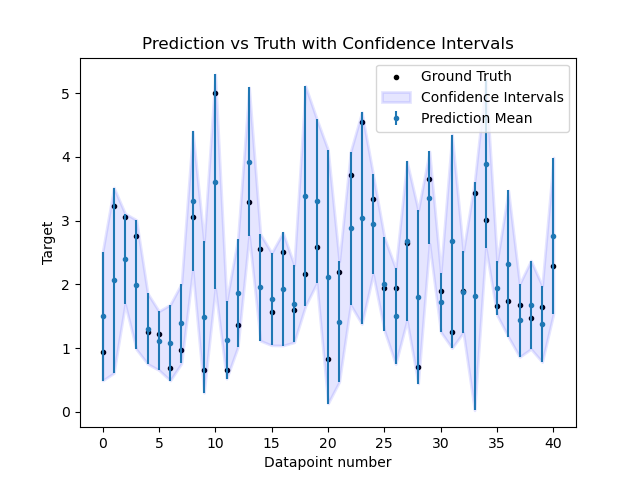 Prediction vs Truth with Confidence Intervals
Ground Truth
Confidence Intervals
Prediction Mean
Target
5
4
3
2
1
0
0 5 10 15 20 25 30 35 40
Datapoint number